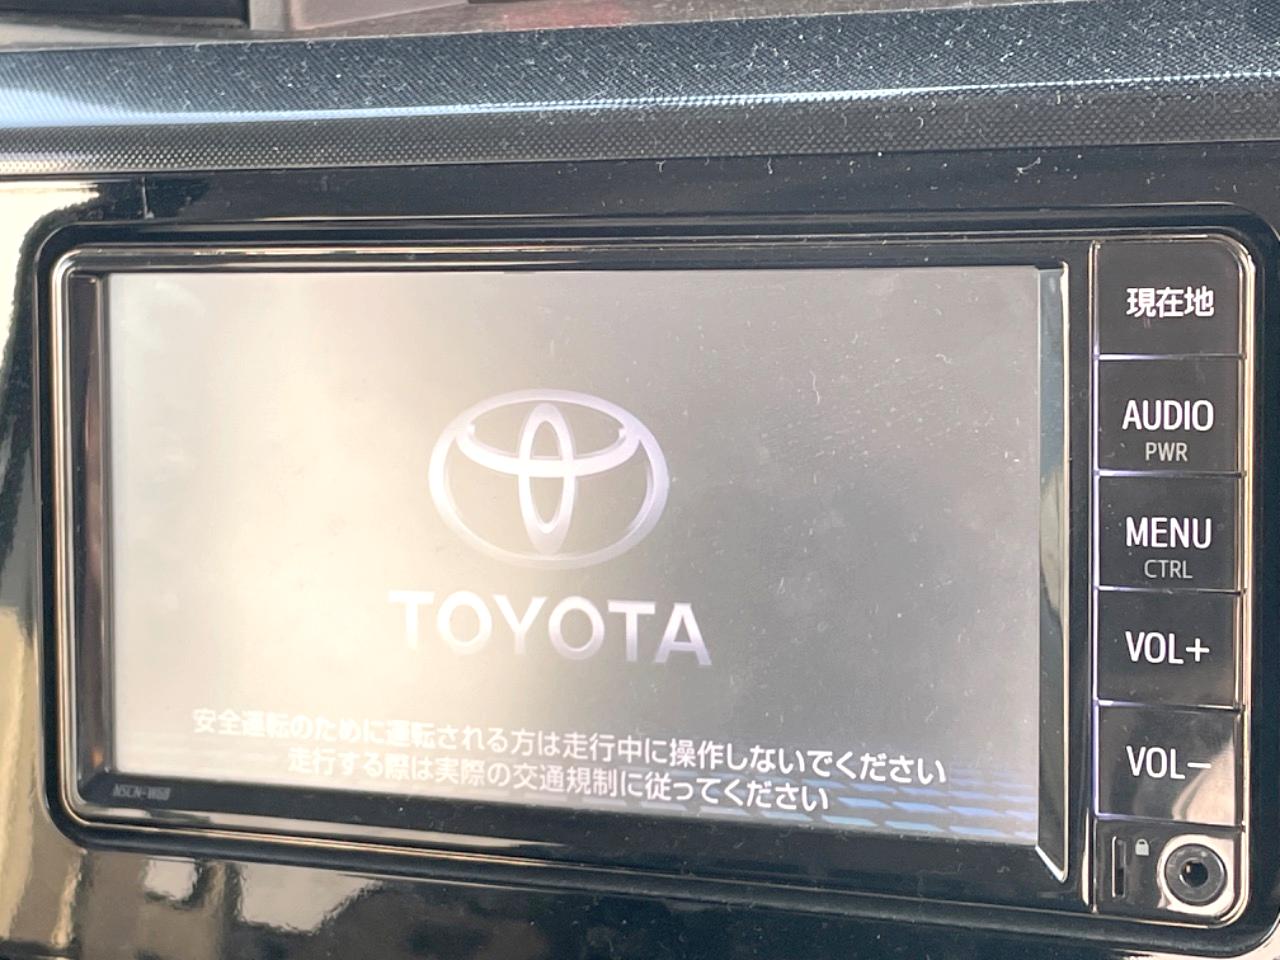 TOYOTA
安全運転のために運転される方は走行中に操作しないでください
走行する際は実際の交通規制に従ってください
NSCN-W68
現在地
AUDIO
PWR
MENU
CTRL
VOL+
VOL−